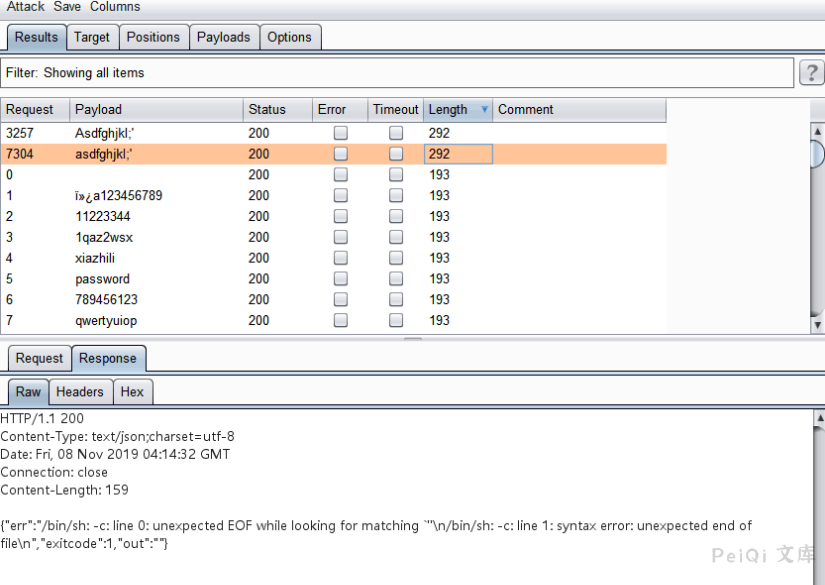 Attack Save Columns
Results Target Positions Payloads Options
Filter: Showing all items ?
Request Payload Status Error Timeout Length Comment
3257 Asdfghjkl;' 200 292
7304 asdfghjkl;' 200 292
0 200 193
1 ï»¿a123456789 200 193
2 11223344 200 193
3 1qaz2wsx 200 193
4 xiazhili 200 193
5 password 200 193
6 789456123 200 193
7 qwertyuiop 200 193
Request Response
Raw Headers Hex
HTTP/1.1 200
Content-Type: text/json;charset=utf-8
Date: Fri, 08 Nov 2019 04:14:32 GMT
Connection: close
Content-Length: 159
{"err":"/bin/sh: -c: line 0: unexpected EOF while looking for matching `'"\n/bin/sh: -c: line 1: syntax error: unexpected end of
file\n","exitcode":1,"out":""}
PeiQi 文库